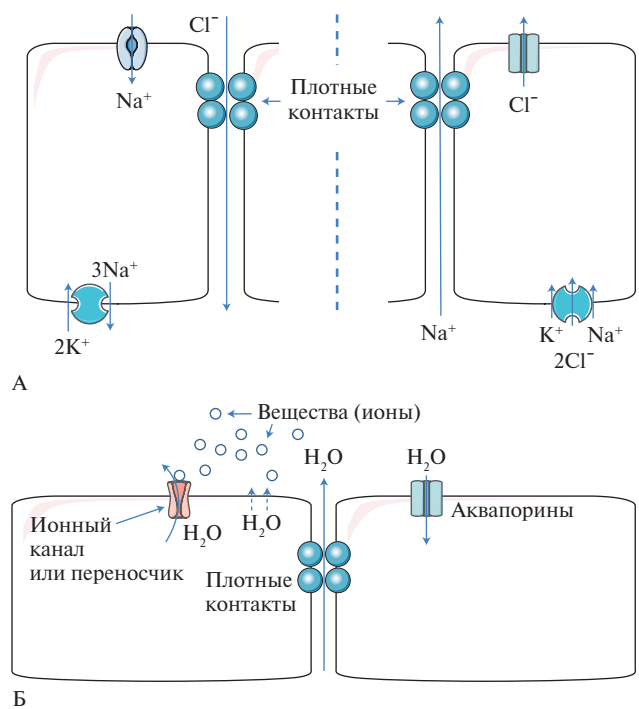 Cl⁻
Na⁺
Плотные
контакты
Cl⁻
3Na⁺
2K⁺
Na⁺
K⁺
Na⁺
2Cl⁻
А
Вещества (ионы)
H₂O
H₂O
Ионный
канал
или переносчик
H₂O
H₂O
Аквапорины
Плотные
контакты
Б